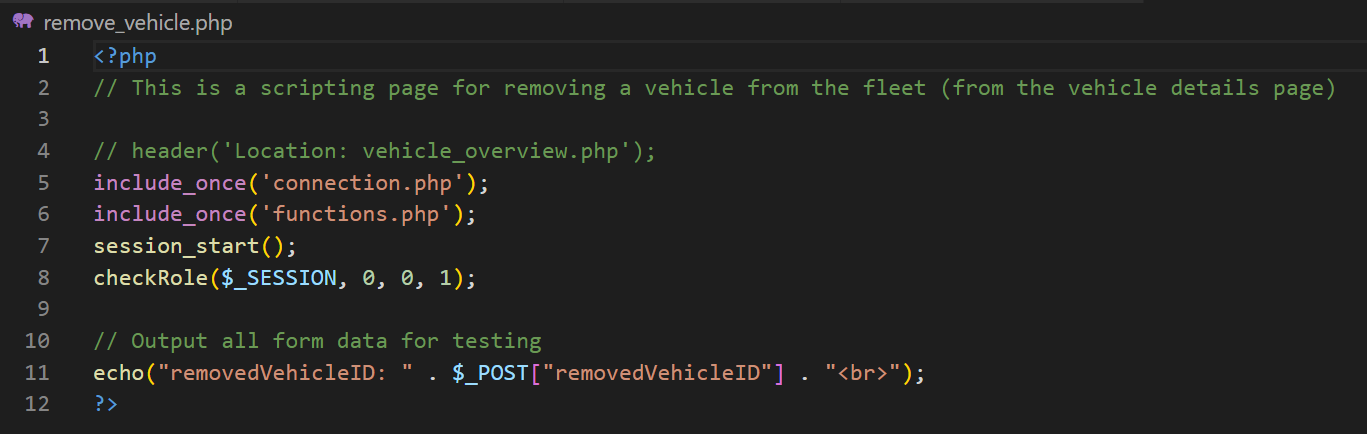 remove_vehicle.php
1 <?php
2 // This is a scripting page for removing a vehicle from the fleet (from the vehicle details page)
3
4 // header('Location: vehicle_overview.php');
5 include_once('connection.php');
6 include_once('functions.php');
7 session_start();
8 checkRole($_SESSION, 0, 0, 1);
9
10 // Output all form data for testing
11 echo("removedVehicleID: " . $_POST["removedVehicleID"] . "<br>");
12 ?>